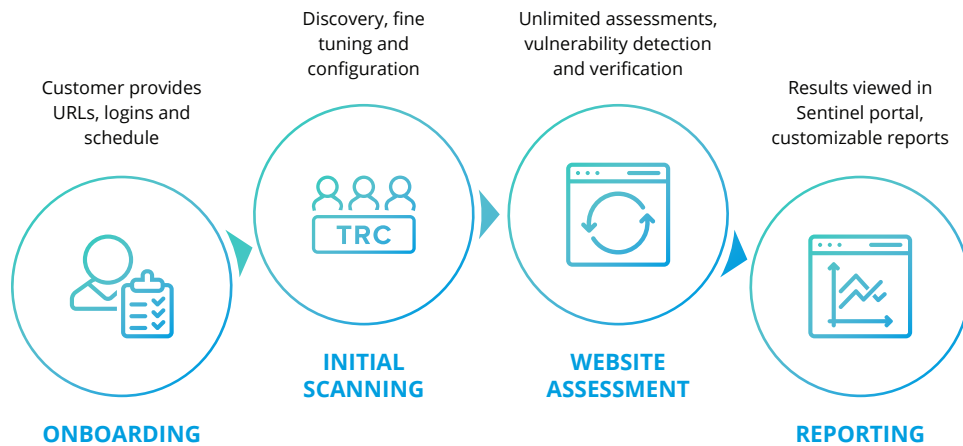 Customer provides
URLs, logins and
schedule
ONBOARDING
Discovery, fine
tuning and
configuration
TRC
INITIAL
SCANNING
Unlimited assessments,
vulnerability detection
and verification
WEBSITE
ASSESSMENT
Results viewed in
Sentinel portal,
customizable reports
REPORTING